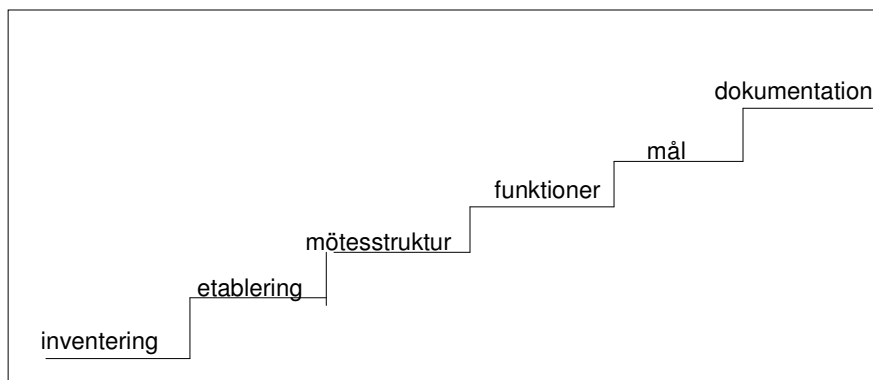 dokumentation
mål
funktioner
mötesstruktur
etablering
inventering